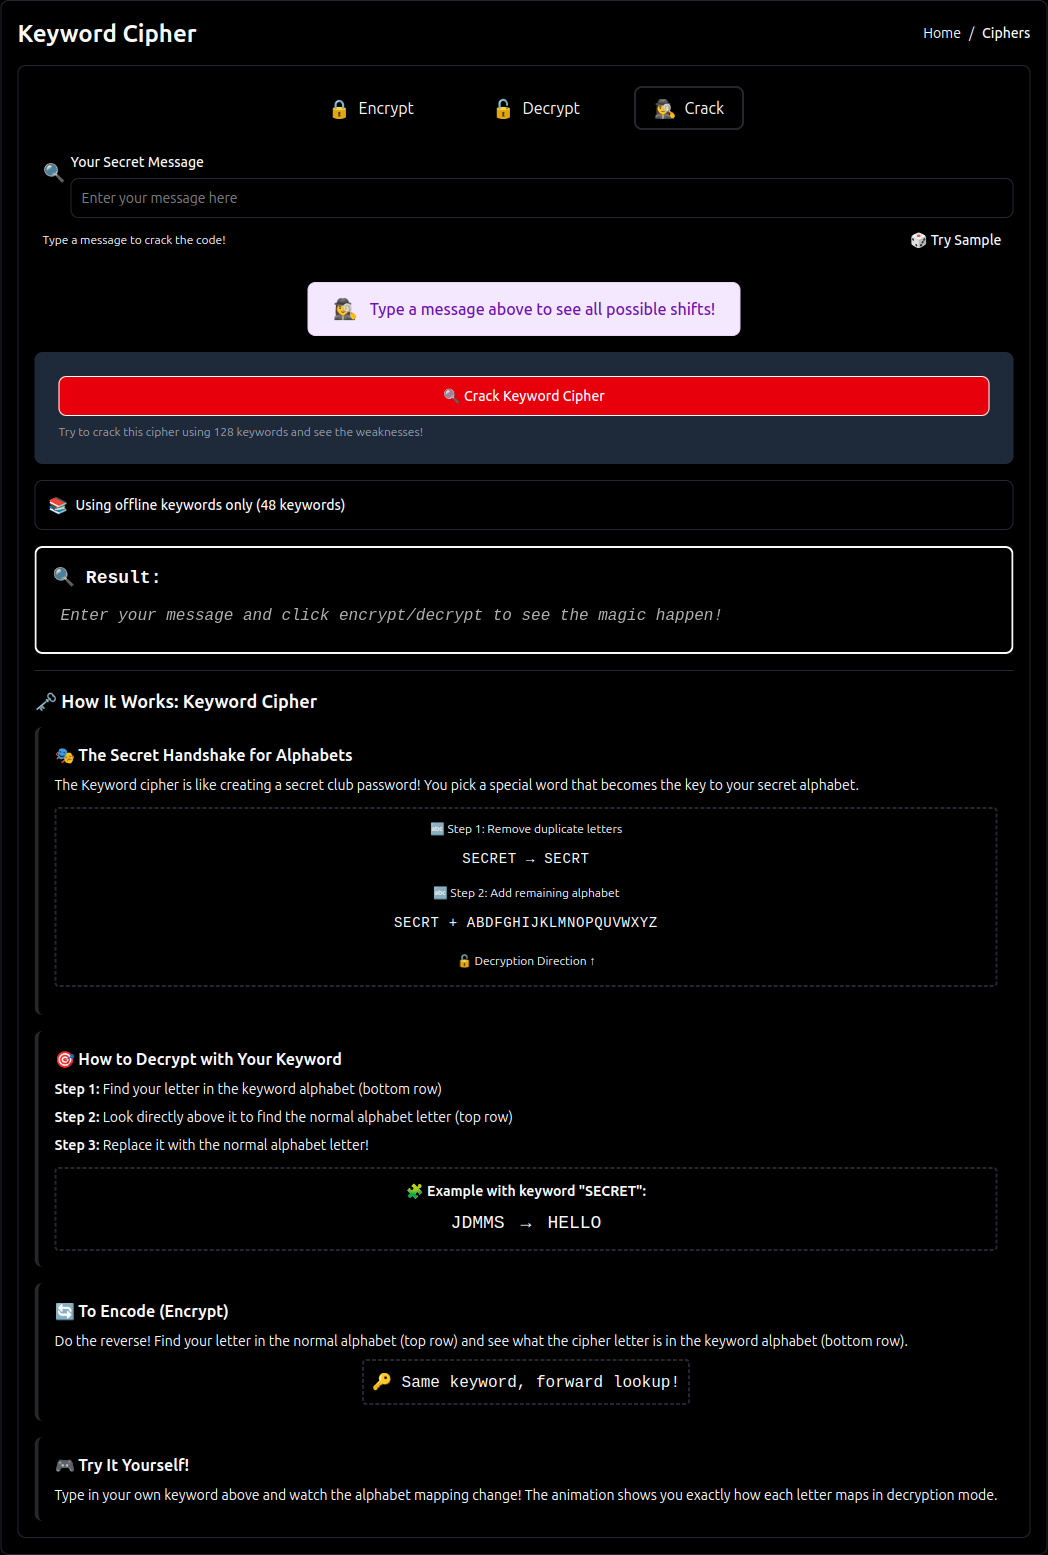 Keyword Cipher
Home / Ciphers
🔒 Encrypt
🔓 Decrypt
🕵️ Crack
Your Secret Message
Enter your message here
Type a message to crack the code!
🎲 Try Sample
Type a message above to see all possible shifts!
🔍 Crack Keyword Cipher
Try to crack this cipher using 128 keywords and see the weaknesses!
📚 Using offline keywords only (48 keywords)
🔍 Result:
Enter your message and click encrypt/decrypt to see the magic happen!
🗝️ How It Works: Keyword Cipher
🎭 The Secret Handshake for Alphabets
The Keyword cipher is like creating a secret club password! You pick a special word that becomes the key to your secret alphabet.
🔤 Step 1: Remove duplicate letters
SECRET → SECRT
🔤 Step 2: Add remaining alphabet
SECRT + ABDFGHIJKLMNOPQUVWXYZ
🔓 Decryption Direction ↑
🎯 How to Decrypt with Your Keyword
Step 1: Find your letter in the keyword alphabet (bottom row)
Step 2: Look directly above it to find the normal alphabet letter (top row)
Step 3: Replace it with the normal alphabet letter!
🧩 Example with keyword "SECRET":
JDMMS → HELLO
🔄 To Encode (Encrypt)
Do the reverse! Find your letter in the normal alphabet (top row) and see what the cipher letter is in the keyword alphabet (bottom row).
🔑 Same keyword, forward lookup!
🎮 Try It Yourself!
Type in your own keyword above and watch the alphabet mapping change! The animation shows you exactly how each letter maps in decryption mode.